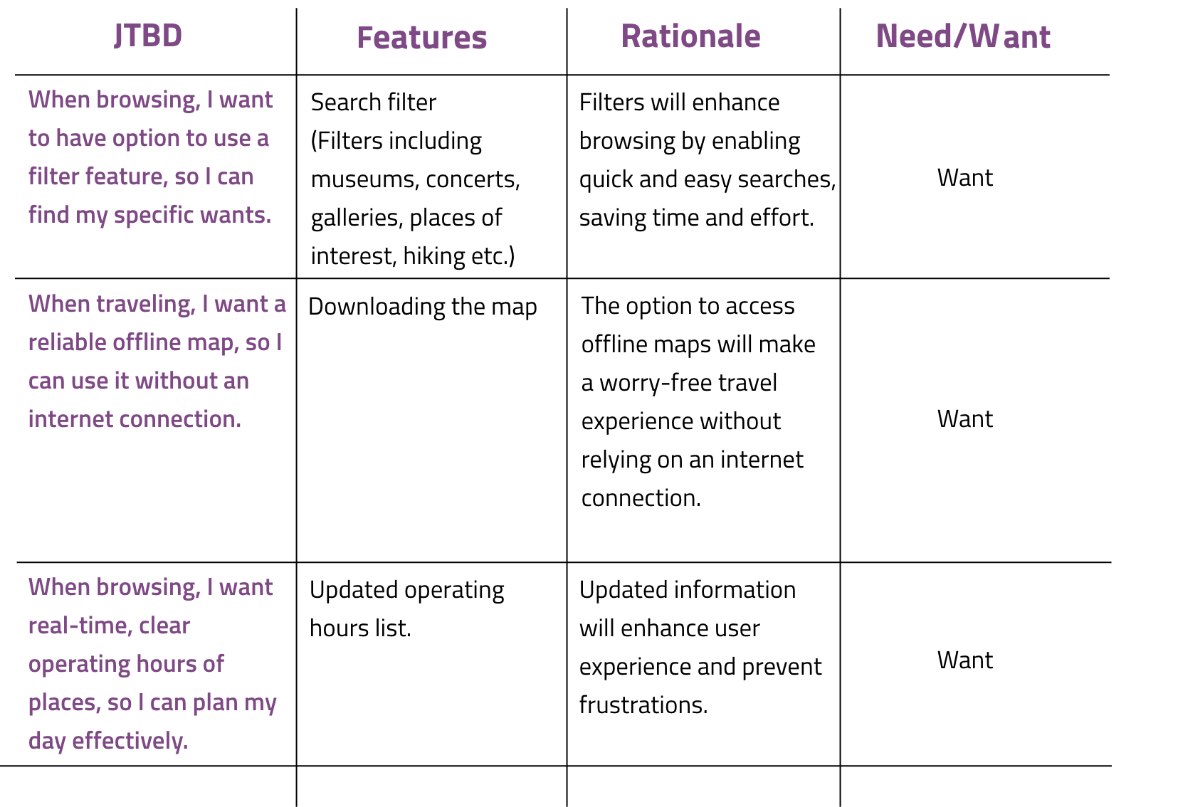 JTBD
Features
Rationale
Need/Want
When browsing, I want
to have option to use a
filter feature, so I can
find my specific wants.
Search filter
(Filters including
museums, concerts,
galleries, places of
interest, hiking etc.)
Filters will enhance
browsing by enabling
quick and easy searches,
saving time and effort.
Want
When traveling, I want a
reliable offline map, so I
can use it without an
internet connection.
Downloading the map
The option to access
offline maps will make
a worry-free travel
experience without
relying on an internet
connection.
Want
When browsing, I want
real-time, clear
operating hours of
places, so I can plan my
day effectively.
Updated operating
hours list.
Updated information
will enhance user
experience and prevent
frustrations.
Want